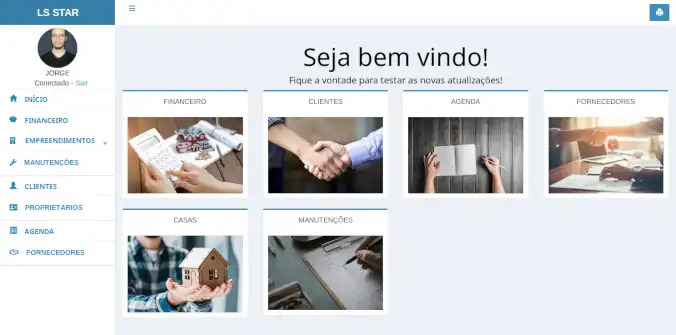 LS STAR
JORGE
Conectado - Sair
INÍCIO
FINANCEIRO
EMPREENDIMENTOS
MANUTENÇÕES
CLIENTES
PROPRIETÁRIOS
AGENDA
FORNECEDORES
Seja bem vindo!
Fique a vontade para testar as novas atualizações!
FINANCEIRO
CLIENTES
AGENDA
FORNECEDORES
CASAS
MANUTENÇÕES